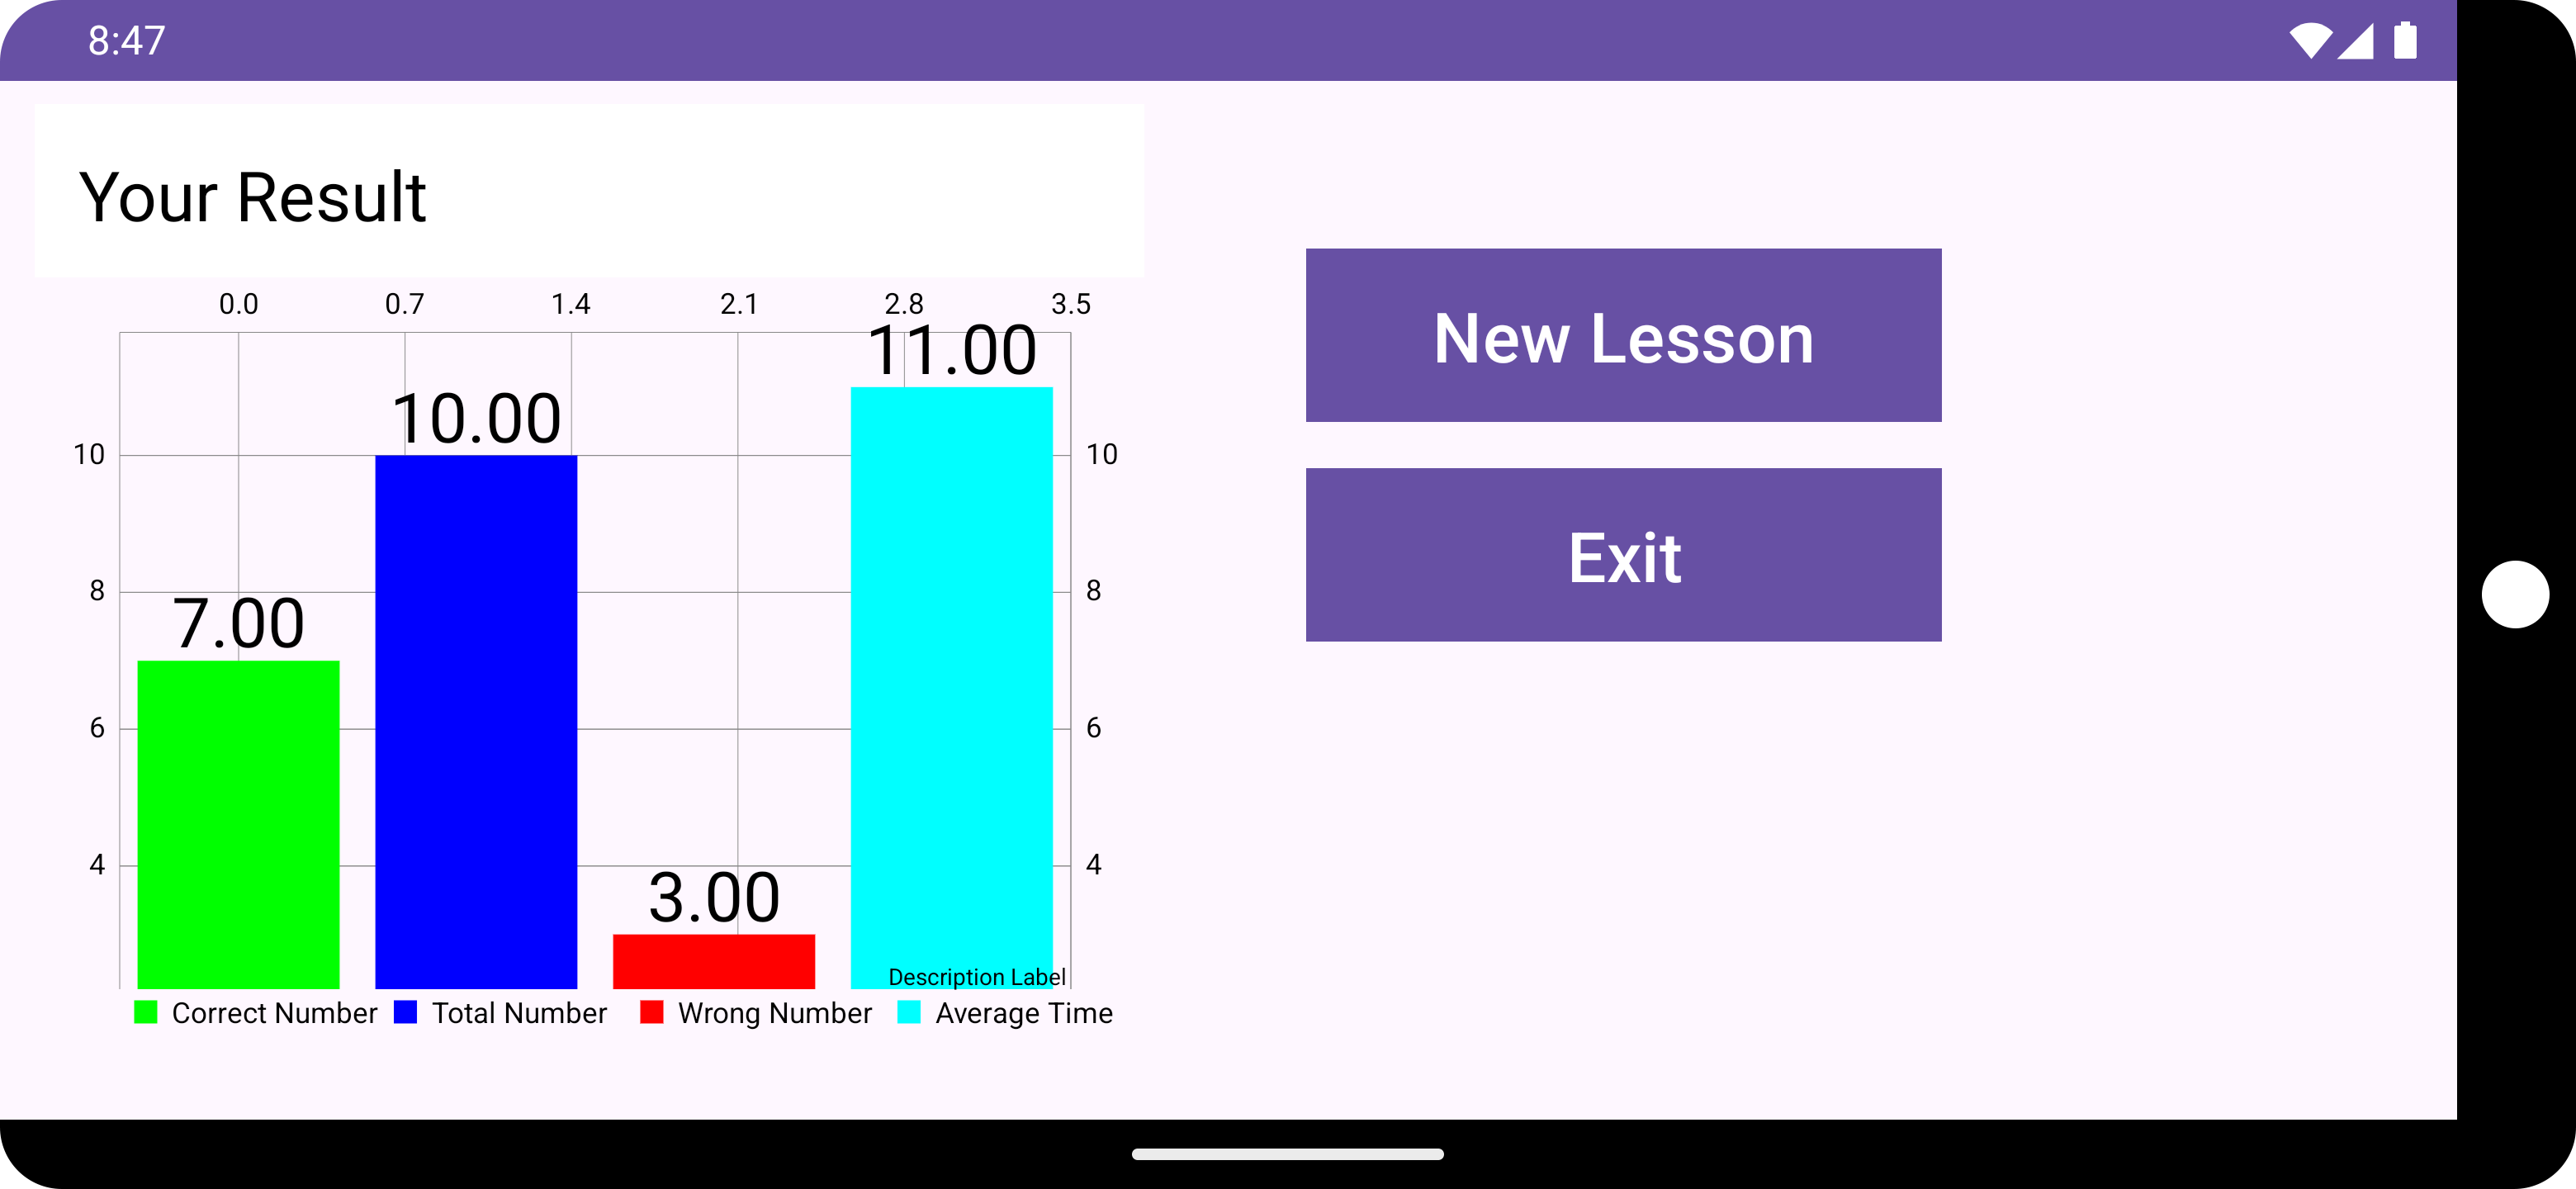 8:47
Your Result
0.0 0.7 1.4 2.1 2.8 3.5
11.00
10.00
10 10
8 8
7.00
6 6
4 4
3.00
Description Label
Correct Number Total Number Wrong Number Average Time
New Lesson
Exit